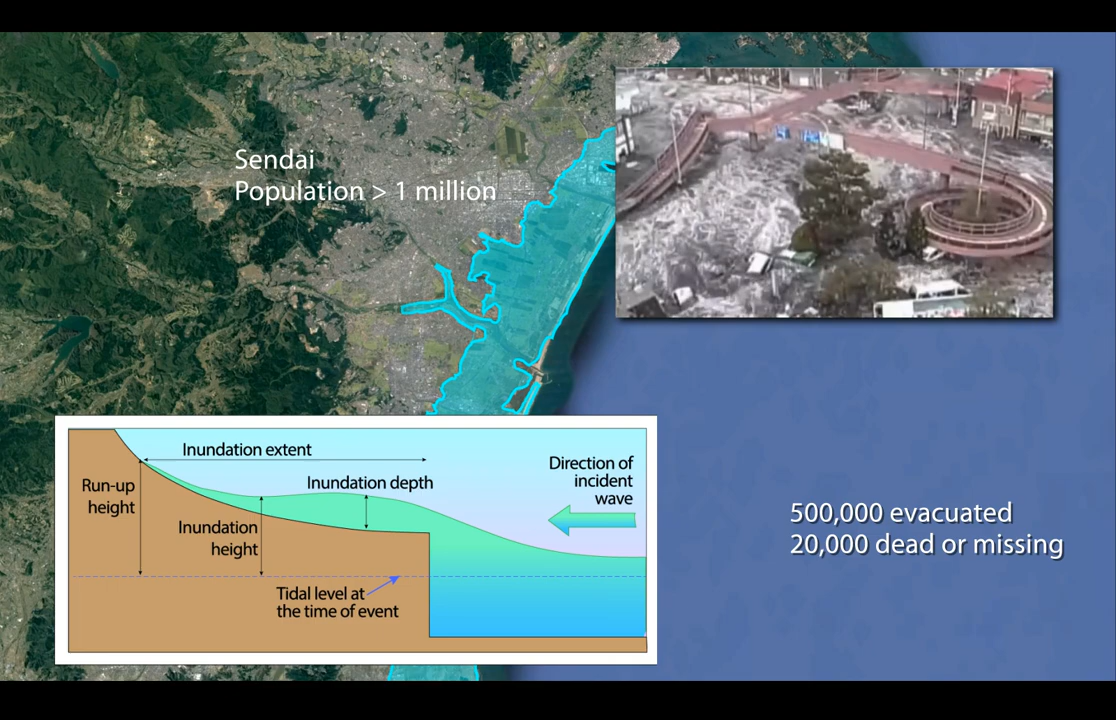 Sendai
Population > 1 million
Inundation extent
Run-up
height
Inundation depth
Inundation
height
Direction of
incident
wave
Tidal level at
the time of event
500,000 evacuated
20,000 dead or missing